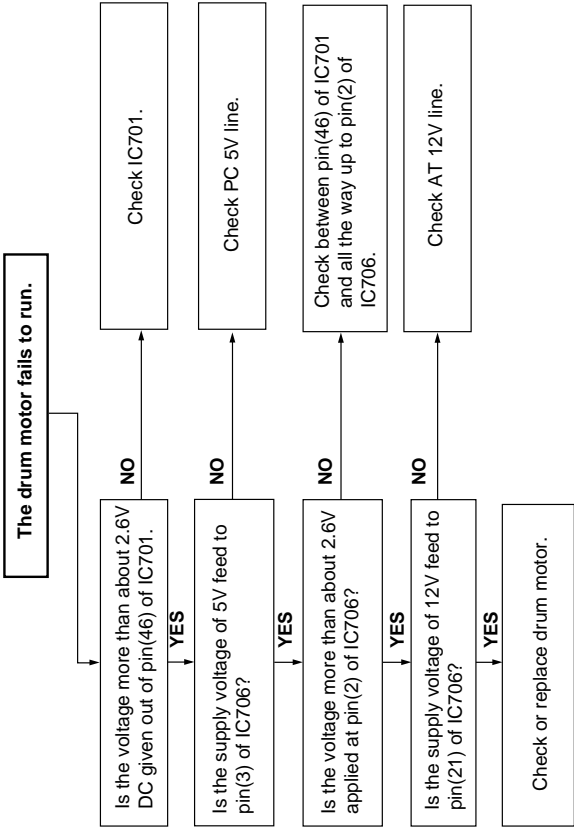 The drum motor fails to run.
Is the voltage more than about 2.6V
DC given out of pin(46) of IC701.
NO
Check IC701.
YES
Is the supply voltage of 5V feed to
pin(3) of IC706?
NO
Check PC 5V line.
YES
Is the voltage more than about 2.6V
applied at pin(2) of IC706?
NO
Check between pin(46) of IC701
and all the way up to pin(2) of
IC706.
YES
Is the supply voltage of 12V feed to
pin(21) of IC706?
NO
Check AT 12V line.
YES
Check or replace drum motor.